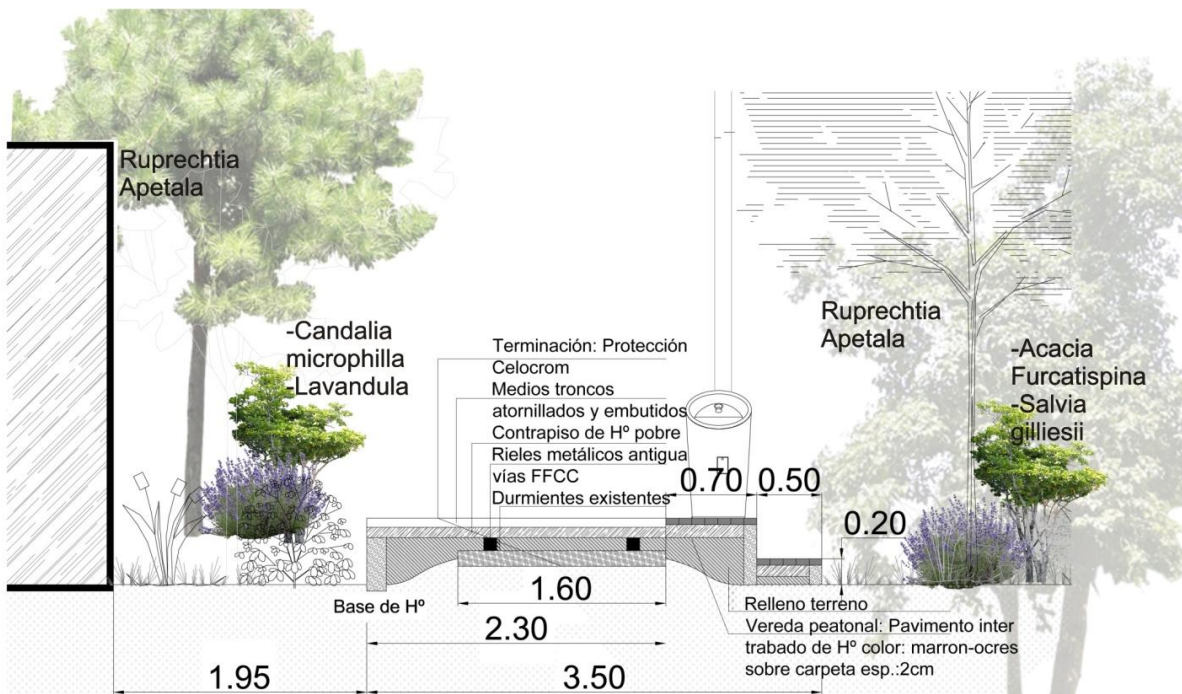 Ruprechtia
Apetala
-Candalia
microphilla
-Lavandula
Terminación: Protección
Celocrom
Medios troncos
atornillados y embutidos
Contrapiso de Hº pobre
Rieles metálicos antigua
vías FFCC
Durmientes existentes
0.70
0.50
0.20
Ruprechtia
Apetala
-Acacia
Furcatispina
-Salvia
gilliesii
Base de Hº
1.60
2.30
1.95
3.50
Relleno terreno
Vereda peatonal: Pavimento inter
trabado de Hº color: marron-ocres
sobre carpeta esp.:2cm